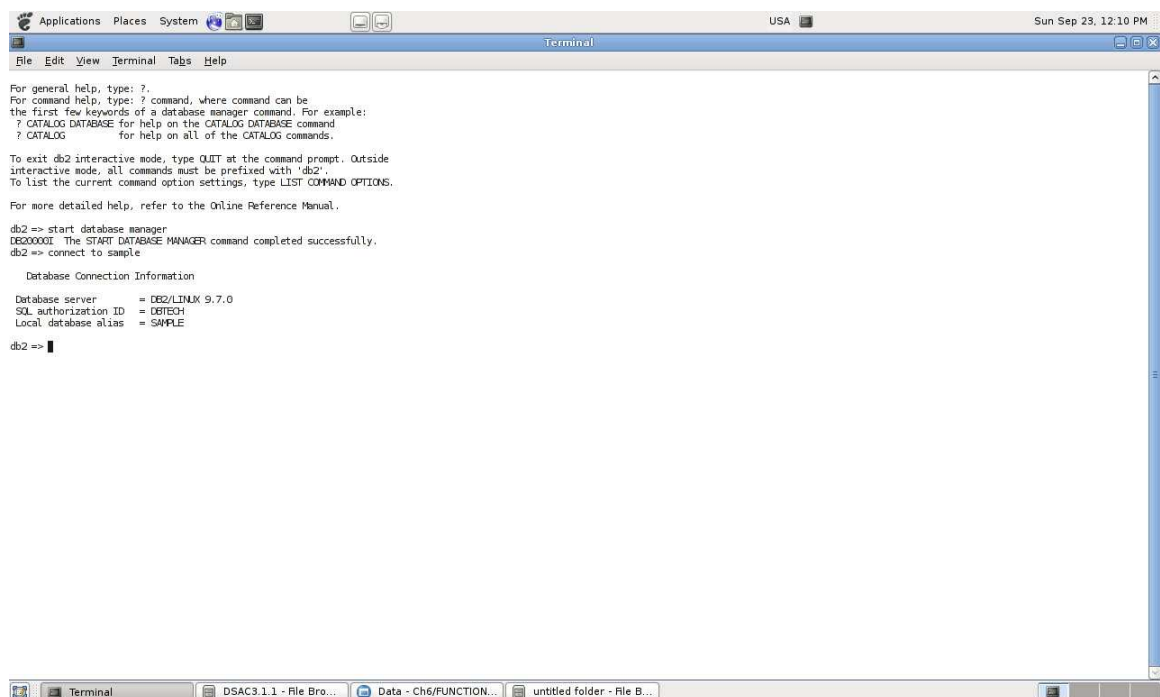 Applications Places System USA Sun Sep 23, 12:10 PM
Terminal
File Edit View Terminal Tabs Help
For general help, type: ?.
For command help, type: ? command, where command can be
the first few keywords of a database manager command. For example:
? CATALOG DATABASE for help on the CATALOG DATABASE command
? CATALOG for help on all of the CATALOG commands.
To exit db2 interactive mode, type QUIT at the command prompt. Outside
interactive mode, all commands must be prefixed with 'db2'.
To list the current command option settings, type LIST COMMAND OPTIONS.
For more detailed help, refer to the Online Reference Manual.
db2 => start database manager
DB20000I The START DATABASE MANAGER command completed successfully.
db2 => connect to sample
Database Connection Information
Database server = DB2/LINUX 9.7.0
SQL authorization ID = DBTECH
Local database alias = SAMPLE
db2 =>
Terminal DSAC3.1.1 - File Bro... Data - Ch6/FUNCTION... untitled folder - File B...